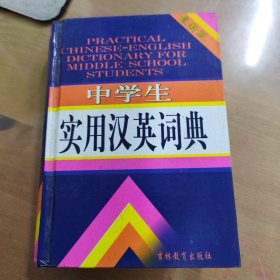 PRACTICAL
CHINESE-ENGLISH
DICTIONARY FOR
MIDDLE SCHOOL
STUDENTS
中学生
实用汉英词典
吉林教育出版社